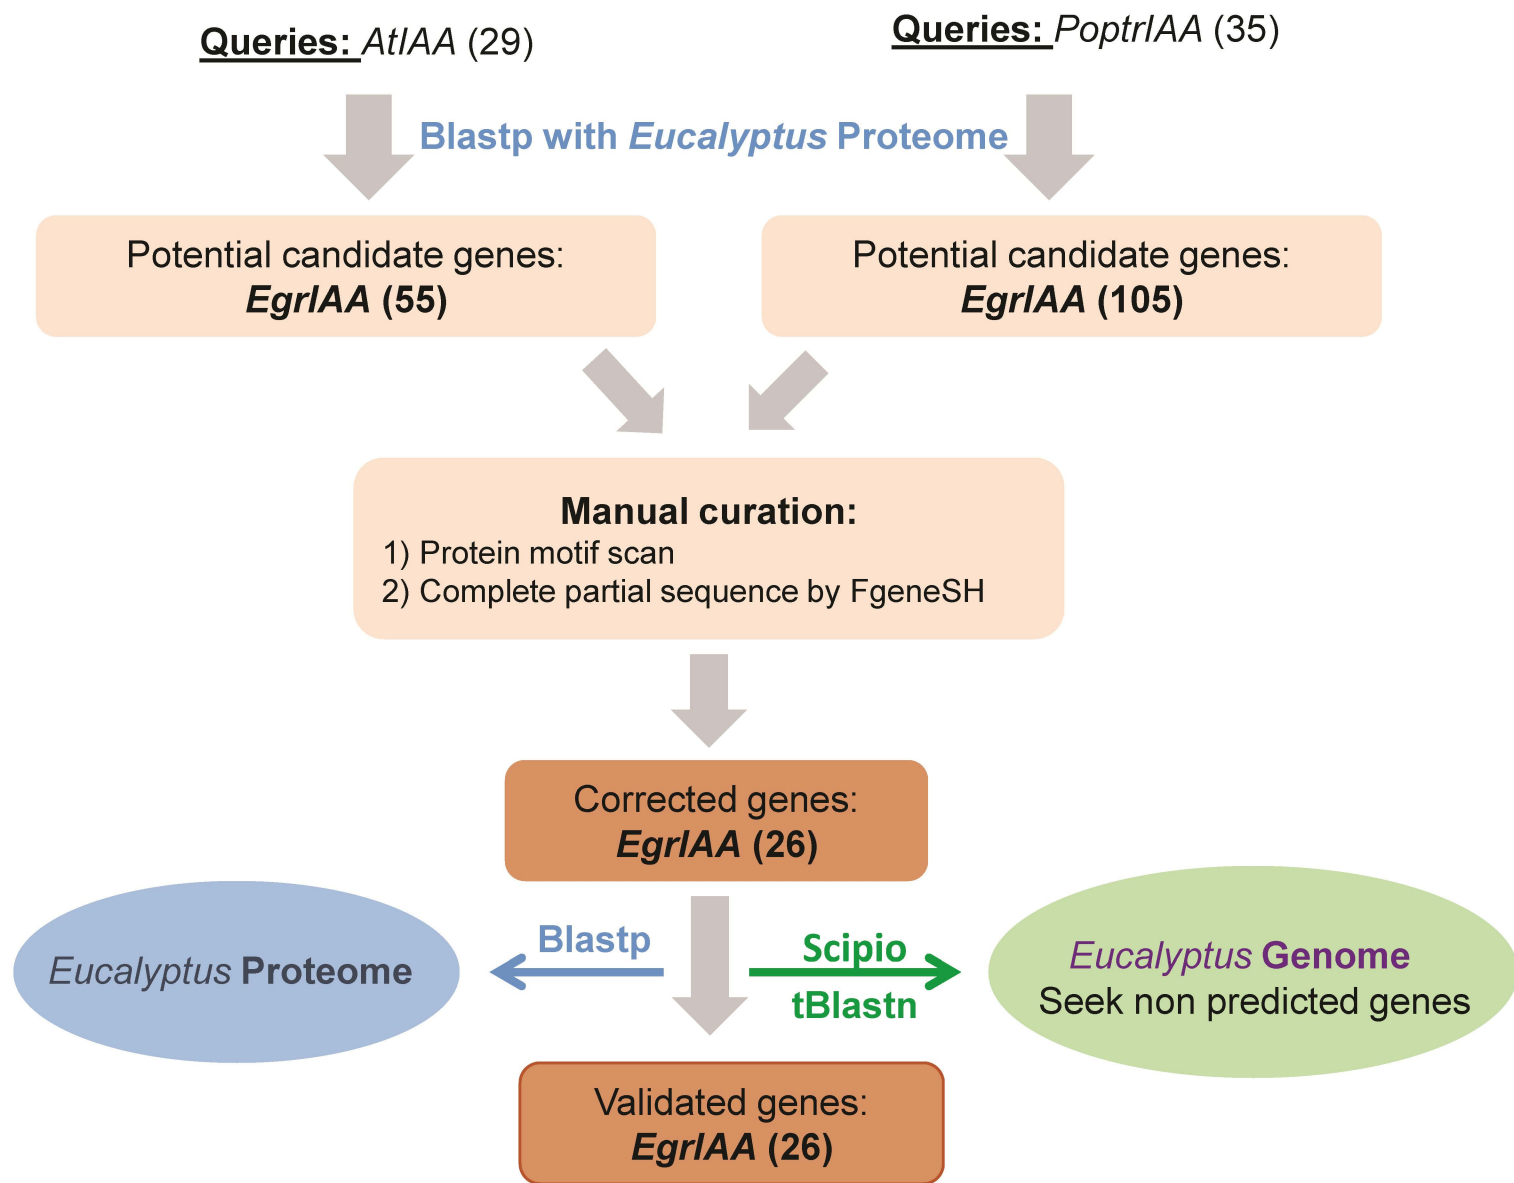 Queries: AtIAA (29)
Queries: PoptrIAA (35)
Blastp with Eucalyptus Proteome
Potential candidate genes:
EgrIAA (55)
Potential candidate genes:
EgrIAA (105)
Manual curation:
1) Protein motif scan
2) Complete partial sequence by FgeneSH
Corrected genes:
EgrIAA (26)
Blastp
Scipio
tBlastn
Eucalyptus Proteome
Eucalyptus Genome
Seek non predicted genes
Validated genes:
EgrIAA (26)